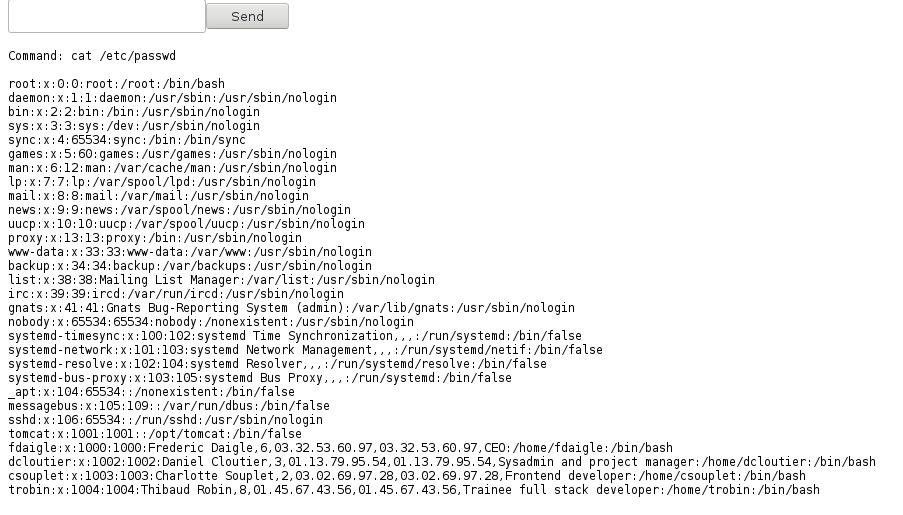 Send
Command: cat /etc/passwd
root:x:0:0:root:/root:/bin/bash
daemon:x:1:1:daemon:/usr/sbin:/usr/sbin/nologin
bin:x:2:2:bin:/bin:/usr/sbin/nologin
sys:x:3:3:sys:/dev:/usr/sbin/nologin
sync:x:4:65534:sync:/bin:/bin/sync
games:x:5:60:games:/usr/games:/usr/sbin/nologin
man:x:6:12:man:/var/cache/man:/usr/sbin/nologin
lp:x:7:7:lp:/var/spool/lpd:/usr/sbin/nologin
mail:x:8:8:mail:/var/mail:/usr/sbin/nologin
news:x:9:9:news:/var/spool/news:/usr/sbin/nologin
uucp:x:10:10:uucp:/var/spool/uucp:/usr/sbin/nologin
proxy:x:13:13:proxy:/bin:/usr/sbin/nologin
www-data:x:33:33:www-data:/var/www:/usr/sbin/nologin
backup:x:34:34:backup:/var/backups:/usr/sbin/nologin
list:x:38:38:Mailing List Manager:/var/list:/usr/sbin/nologin
irc:x:39:39:ircd:/var/run/ircd:/usr/sbin/nologin
gnats:x:41:41:Gnats Bug-Reporting System (admin):/var/lib/gnats:/usr/sbin/nologin
nobody:x:65534:65534:nobody:/nonexistent:/usr/sbin/nologin
systemd-timesync:x:100:102:systemd Time Synchronization,,,:/run/systemd:/bin/false
systemd-network:x:101:103:systemd Network Management,,,:/run/systemd/netif:/bin/false
systemd-resolve:x:102:104:systemd Resolver,,,:/run/systemd/resolve:/bin/false
systemd-bus-proxy:x:103:105:systemd Bus Proxy,,,:/run/systemd:/bin/false
_apt:x:104:65534::/nonexistent:/bin/false
messagebus:x:105:109::/var/run/dbus:/bin/false
sshd:x:106:65534::/run/sshd:/usr/sbin/nologin
tomcat:x:1001:1001::/opt/tomcat:/bin/false
fdaigle:x:1000:1000:Frederic Daigle,6,03.32.53.60.97,03.32.53.60.97,CEO:/home/fdaigle:/bin/bash
dcloutier:x:1002:1002:Daniel Cloutier,3,01.13.79.95.54,01.13.79.95.54,Sysadmin and project manager:/home/dcloutier:/bin/bash
csouplet:x:1003:1003:Charlotte Souplet,2,03.02.69.97.28,03.02.69.97.28,Frontend developer:/home/csouplet:/bin/bash
trobin:x:1004:1004:Thibaud Robin,8,01.45.67.43.56,01.45.67.43.56,Trainee full stack developer:/home/trobin:/bin/bash